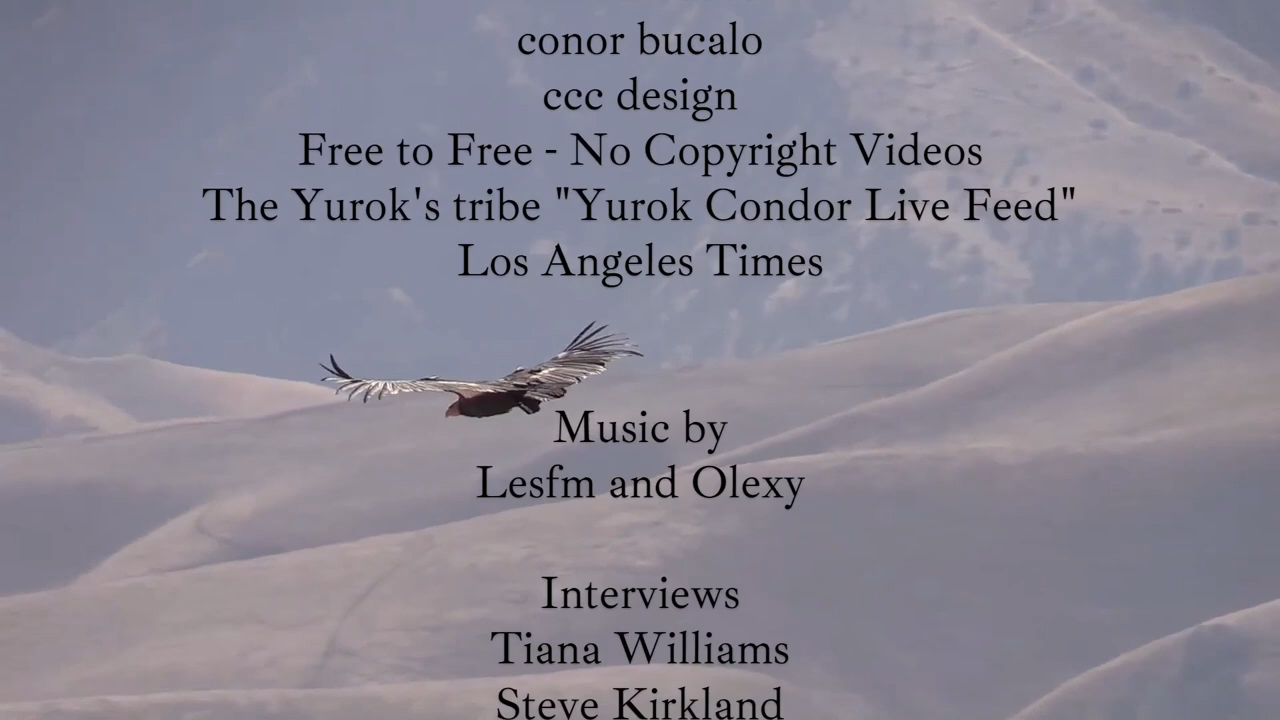 conor bucalo
ccc design
Free to Free - No Copyright Videos
The Yurok's tribe "Yurok Condor Live Feed"
Los Angeles Times
Music by
Lesfm and Olexy
Interviews
Tiana Williams
Steve Kirkland